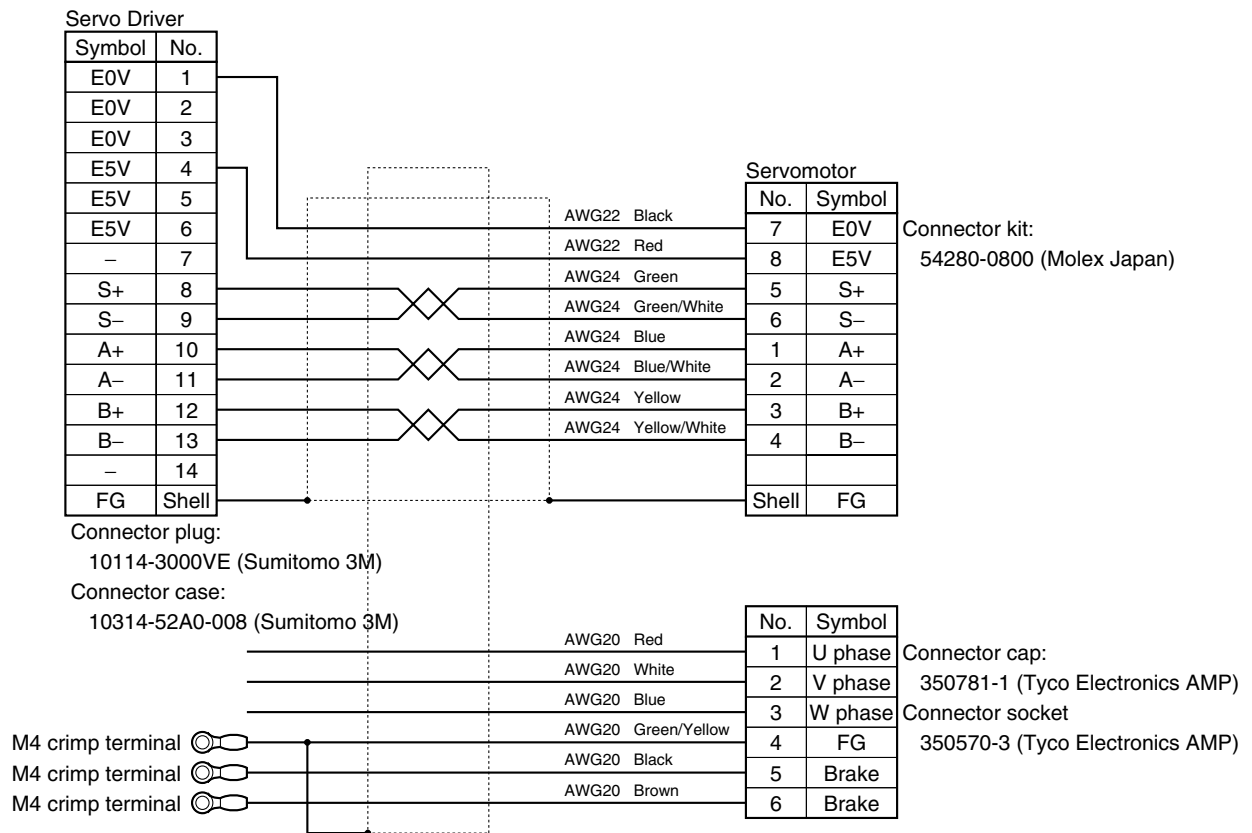 Servo Driver
Symbol No.
E0V 1
E0V 2
E0V 3
E5V 4
E5V 5
E5V 6
– 7
S+ 8
S– 9
A+ 10
A– 11
B+ 12
B– 13
– 14
FG Shell
Connector plug:
10114-3000VE (Sumitomo 3M)
Connector case:
10314-52A0-008 (Sumitomo 3M)
AWG22 Black
AWG22 Red
AWG24 Green
AWG24 Green/White
AWG24 Blue
AWG24 Blue/White
AWG24 Yellow
AWG24 Yellow/White
Servomotor
No. Symbol
7 E0V
8 E5V
5 S+
6 S–
1 A+
2 A–
3 B+
4 B–
Shell FG
Connector kit:
54280-0800 (Molex Japan)
AWG20 Red
AWG20 White
AWG20 Blue
AWG20 Green/Yellow
AWG20 Black
AWG20 Brown
No. Symbol
1 U phase
2 V phase
3 W phase
4 FG
5 Brake
6 Brake
Connector cap:
350781-1 (Tyco Electronics AMP)
Connector socket
350570-3 (Tyco Electronics AMP)
M4 crimp terminal
M4 crimp terminal
M4 crimp terminal